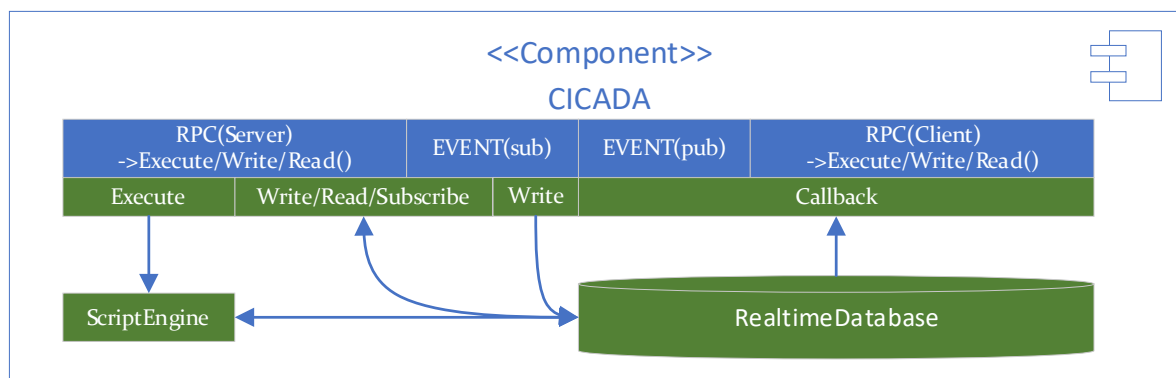 <<Component>>
CICADA
RPC(Server)
->Execute/Write/Read()
EVENT(sub)
EVENT(pub)
RPC(Client)
->Execute/Write/Read()
Execute
Write/Read/Subscribe
Write
Callback
ScriptEngine
RealtimeDatabase